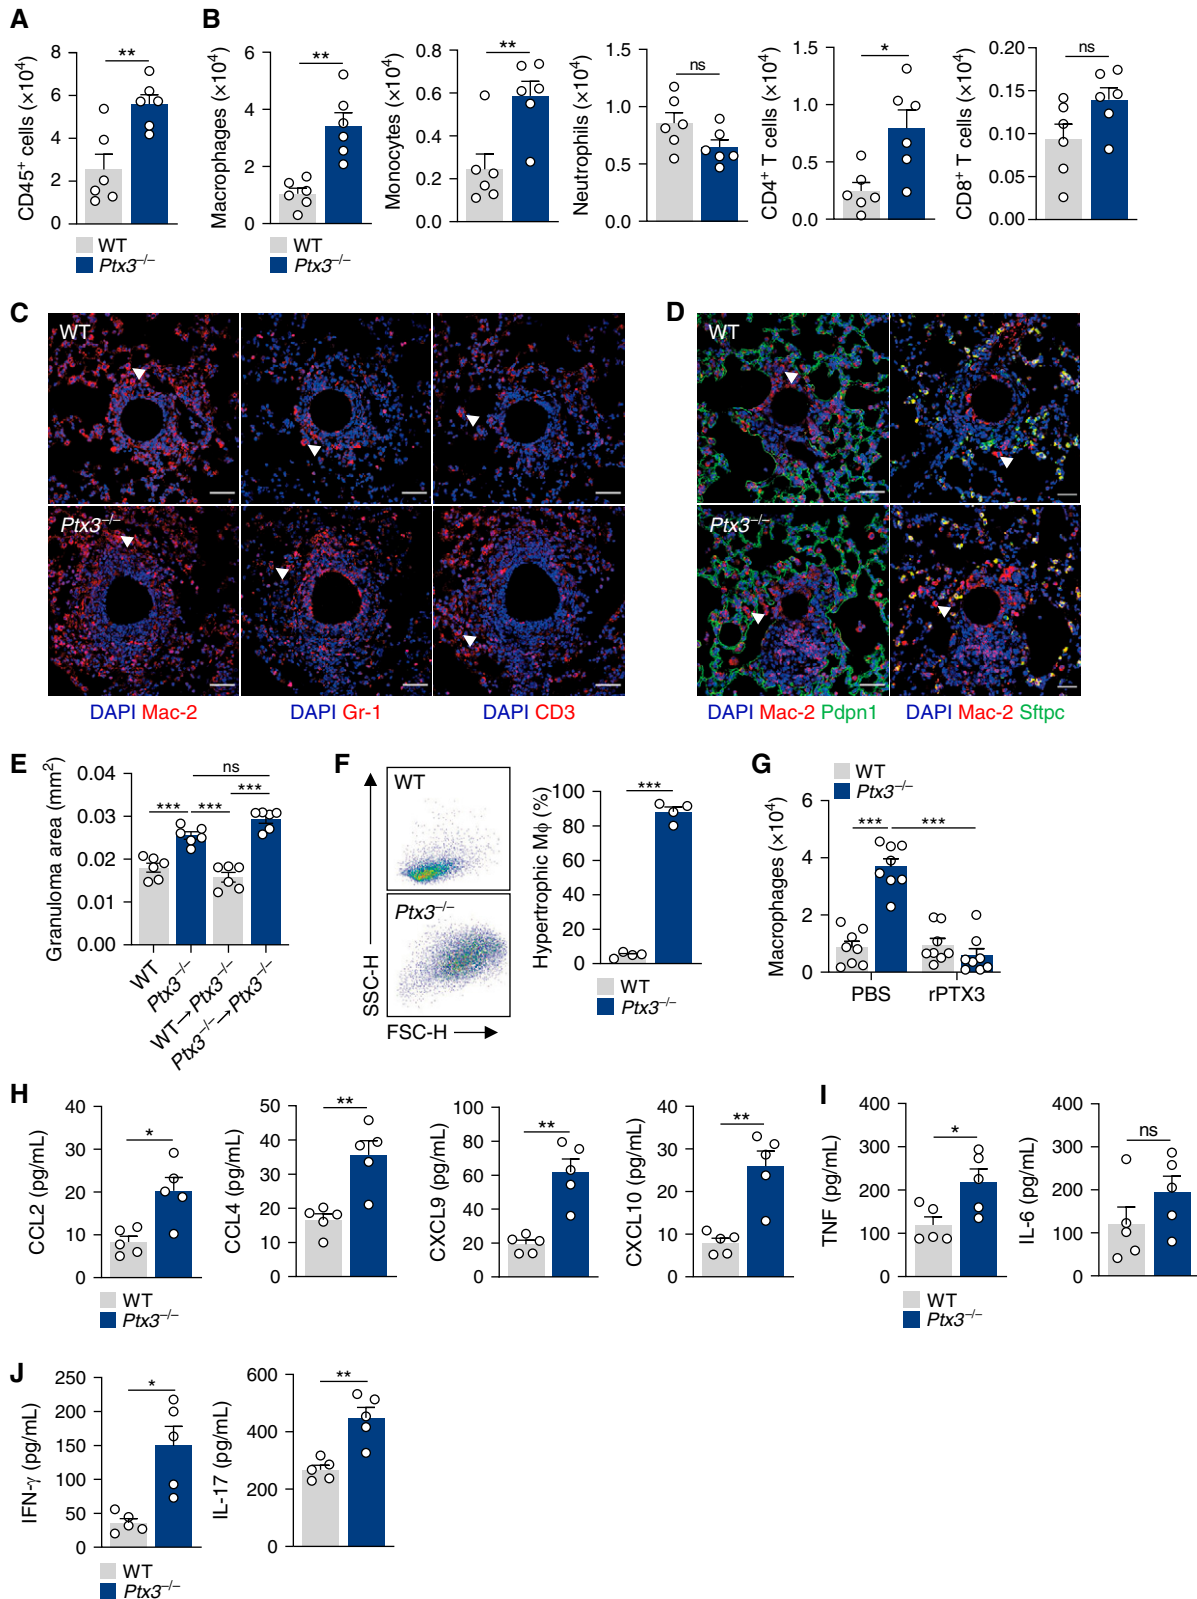 A
B
CD45⁺ cells (×10⁴)
8
6
4
2
0
**
WT
Ptx3⁻/⁻
Macrophages (×10⁴)
6
4
2
0
**
WT
Ptx3⁻/⁻
Monocytes (×10⁴)
0.8
0.6
0.4
0.2
0.0
**
Neutrophils (×10⁴)
1.5
1.0
0.5
0.0
ns
CD4⁺ T cells (×10⁴)
1.5
1.0
0.5
0.0
*
CD8⁺ T cells (×10⁴)
0.20
0.15
0.10
0.05
0.00
ns
C
WT
Ptx3⁻/⁻
DAPI Mac-2
DAPI Gr-1
DAPI CD3
D
WT
Ptx3⁻/⁻
DAPI Mac-2 Pdpn1
DAPI Mac-2 Sftpc
E
Granuloma area (mm²)
0.04
0.03
0.02
0.01
0.00
ns
*** *** ***
WT
Ptx3⁻/⁻
WT→Ptx3⁻/⁻
Ptx3⁻/⁻→Ptx3⁻/⁻
F
WT
Ptx3⁻/⁻
SSC-H
FSC-H
Hypertrophic Mϕ (%)
100
80
60
40
20
0
***
WT
Ptx3⁻/⁻
G
WT
Ptx3⁻/⁻
Macrophages (×10⁴)
6
4
2
0
*** ***
PBS
rPTX3
H
CCL2 (pg/mL)
40
30
20
10
0
*
WT
Ptx3⁻/⁻
CCL4 (pg/mL)
50
40
30
20
10
0
**
CXCL9 (pg/mL)
100
80
60
40
20
0
**
CXCL10 (pg/mL)
40
30
20
10
0
**
I
TNF (pg/mL)
400
300
200
100
0
*
WT
Ptx3⁻/⁻
IL-6 (pg/mL)
400
300
200
100
0
ns
J
IFN-γ (pg/mL)
250
200
150
100
50
0
*
WT
Ptx3⁻/⁻
IL-17 (pg/mL)
600
400
200
0
**